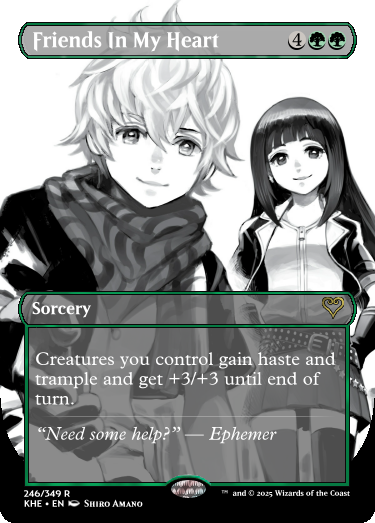 Friends In My Heart 4
Sorcery
Creatures you control gain haste and
trample and get +3/+3 until end of
turn.
“Need some help?” — Ephemer
246/349 R
KHE • EN Shiro Amano
™ and © 2025 Wizards of the Coast